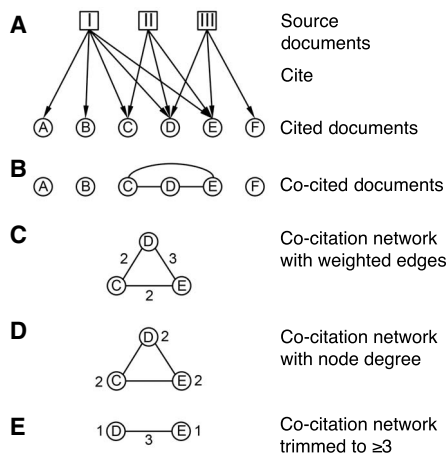 A
I II III
Source
documents
Cite
A B C D E F
Cited documents
B
A B C D E F
Co-cited documents
C
D
2 3
C E
2
Co-citation network
with weighted edges
D
D 2
2 C E 2
Co-citation network
with node degree
E
1 D E 1
3
Co-citation network
trimmed to ≥3